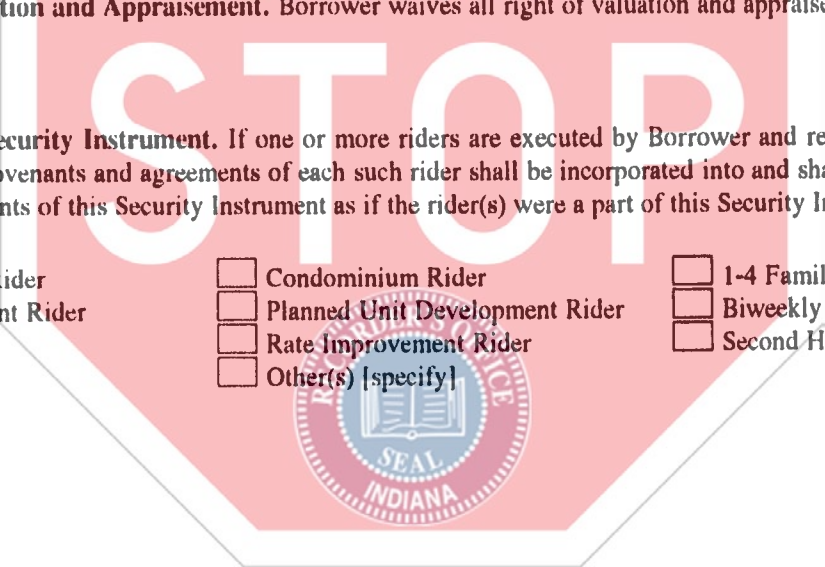 tion and Appraisement. Borrower waives all right of valuation and appraise
STOP
ecurity Instrument. If one or more riders are executed by Borrower and re
ovenants and agreements of each such rider shall be incorporated into and sha
nts of this Security Instrument as if the rider(s) were a part of this Security In
ider Condominium Rider 1-4 Famil
nt Rider Planned Unit Development Rider Biweekly
Rate Improvement Rider Second H
Other(s) [specify]
RECORDER'S OFFICE
SEAL
INDIANA